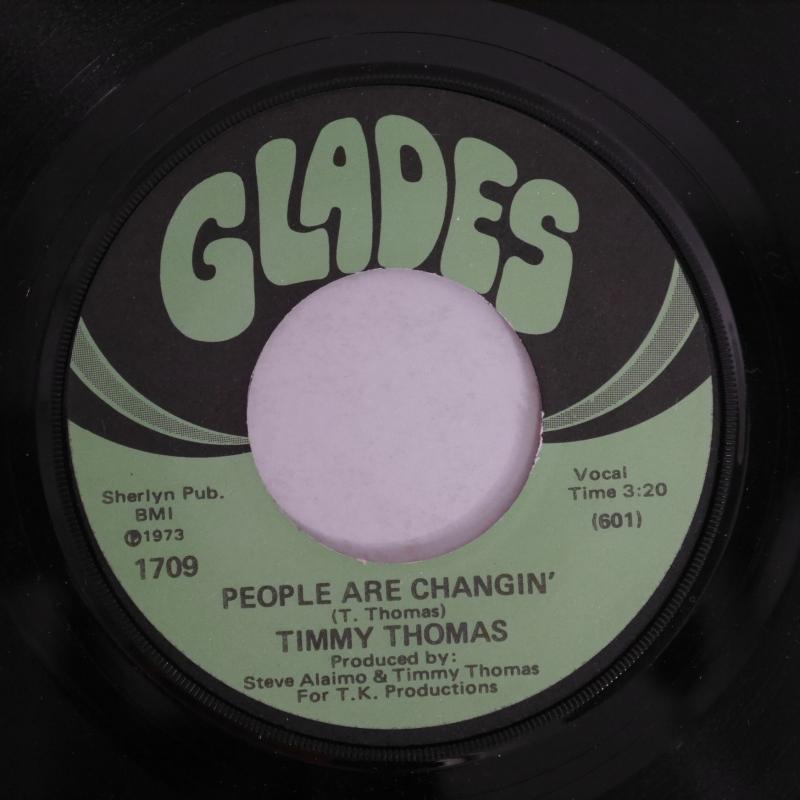 GLADES
Sherlyn Pub.
BMI
℗1973
1709
Vocal
Time 3:20
(601)
PEOPLE ARE CHANGIN'
(T. Thomas)
TIMMY THOMAS
Produced by:
Steve Alaimo & Timmy Thomas
For T.K. Productions